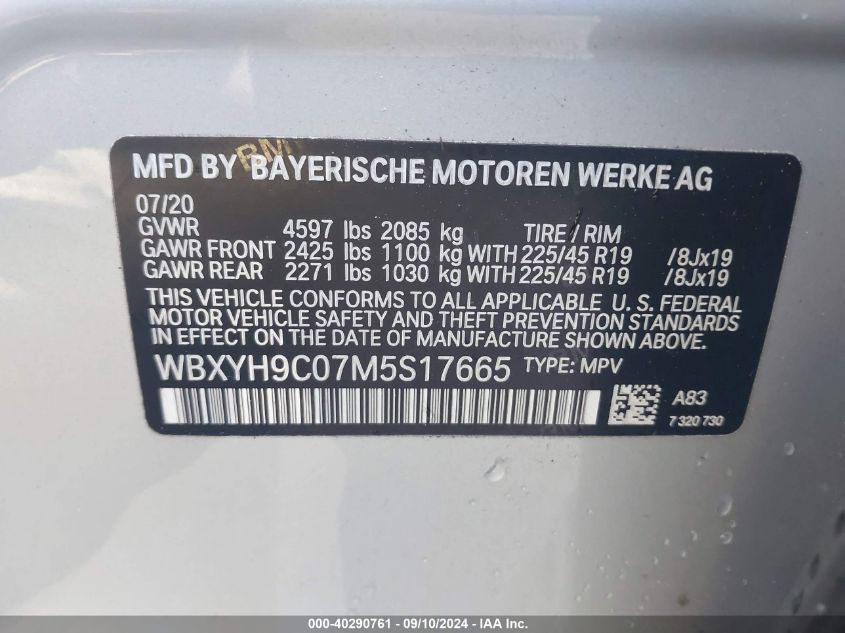 MFD BY BAYERISCHE MOTOREN WERKE AG
07/20
GVWR 4597 lbs 2085 kg TIRE / RIM
GAWR FRONT 2425 lbs 1100 kg WITH 225/45 R19 /8Jx19
GAWR REAR 2271 lbs 1030 kg WITH 225/45 R19 /8Jx19
THIS VEHICLE CONFORMS TO ALL APPLICABLE U. S. FEDERAL
MOTOR VEHICLE SAFETY AND THEFT PREVENTION STANDARDS
IN EFFECT ON THE DATE OF MANUFACTURE SHOWN ABOVE.
WBXYH9C07M5S17665 TYPE: MPV
A83
7 320 730
000-40290761 - 09/10/2024 - IAA Inc.